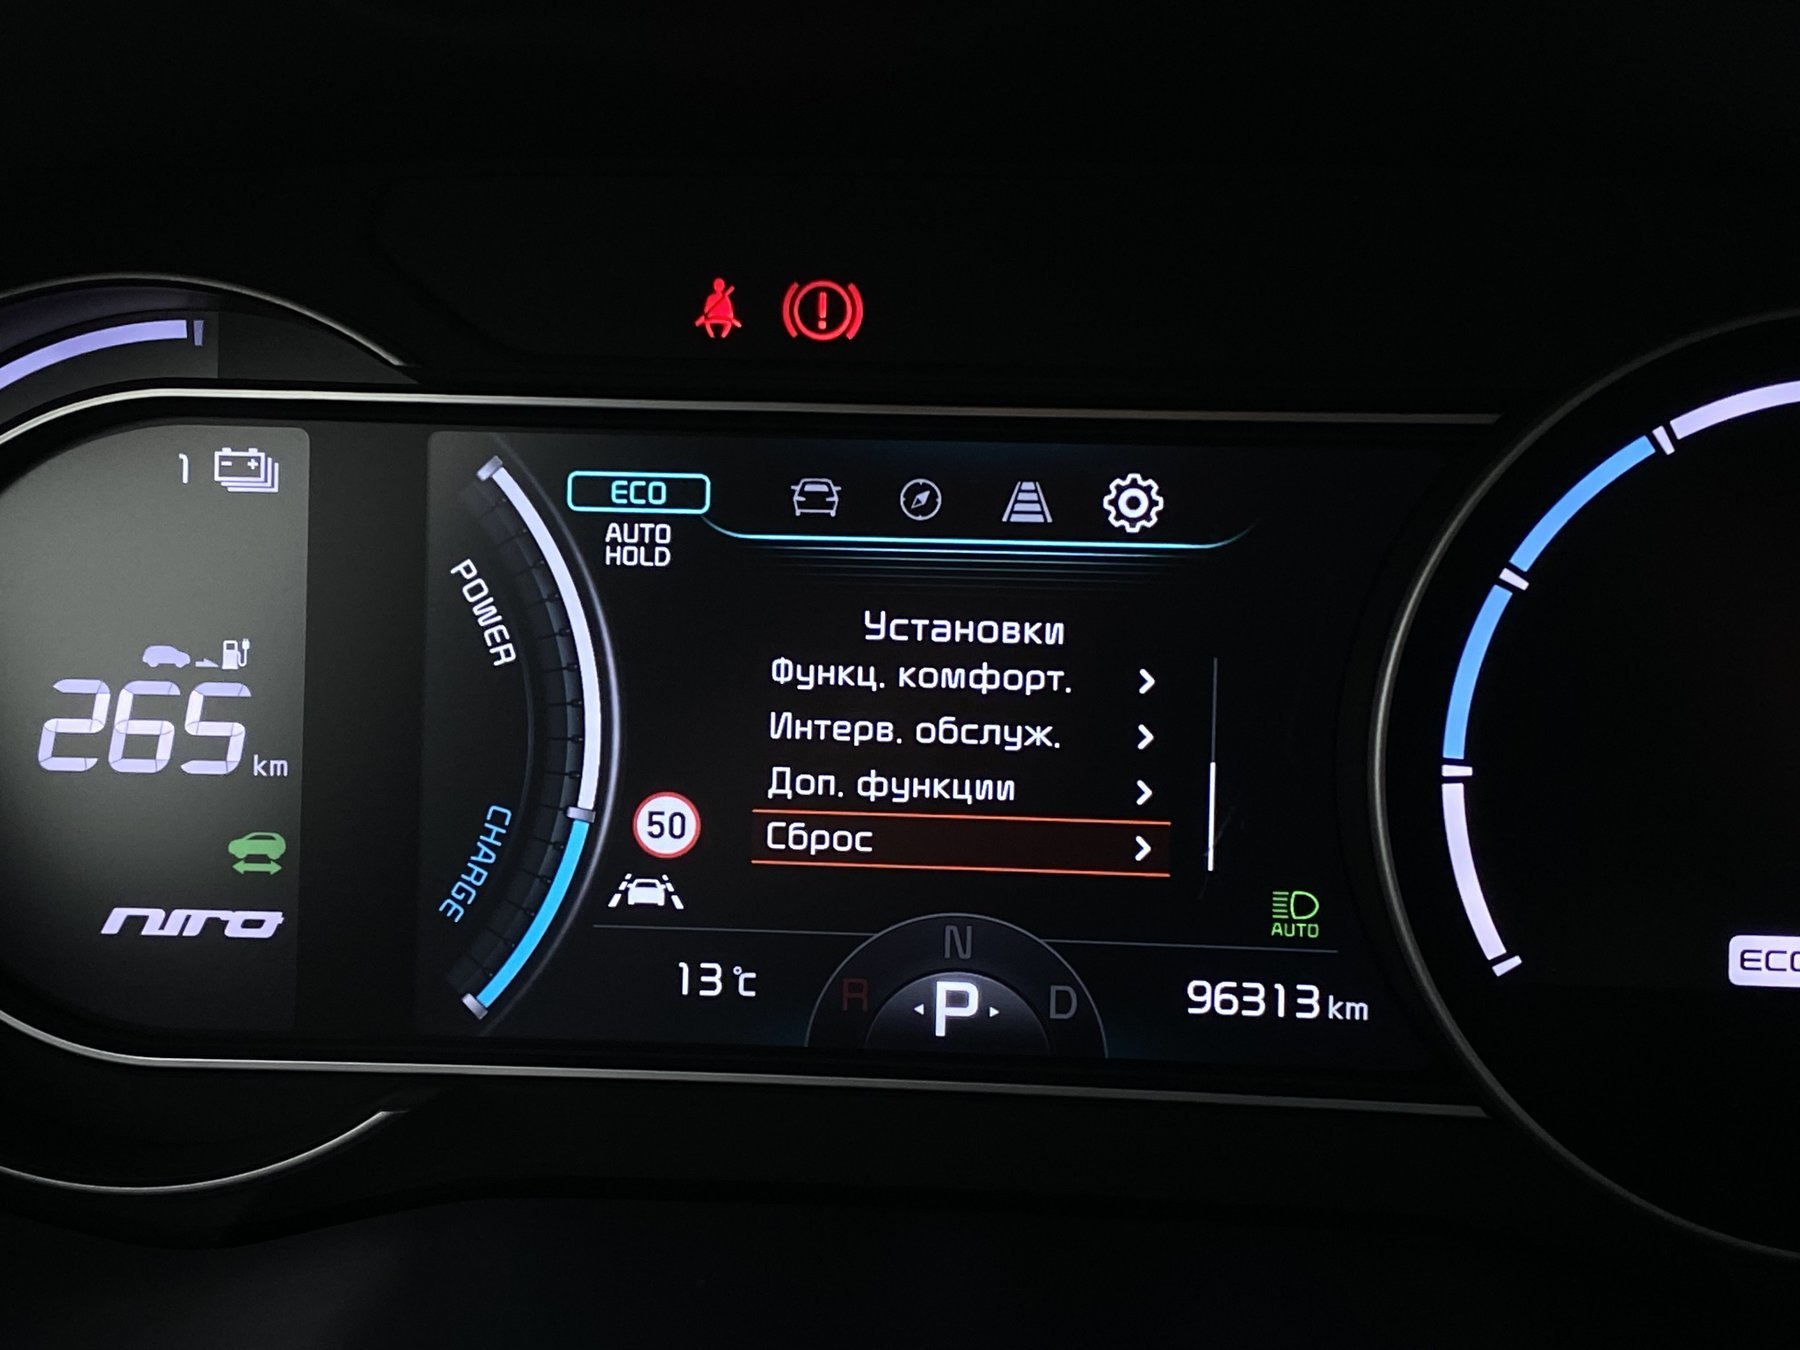 1
265 km
niro
POWER
CHARGE
ECO
AUTO
HOLD
Установки
Функц. комфорт.
Интерв. обслуж.
Доп. функции
Сброс
50
AUTO
13 °c
N
R
P
D
96313 km
ECO